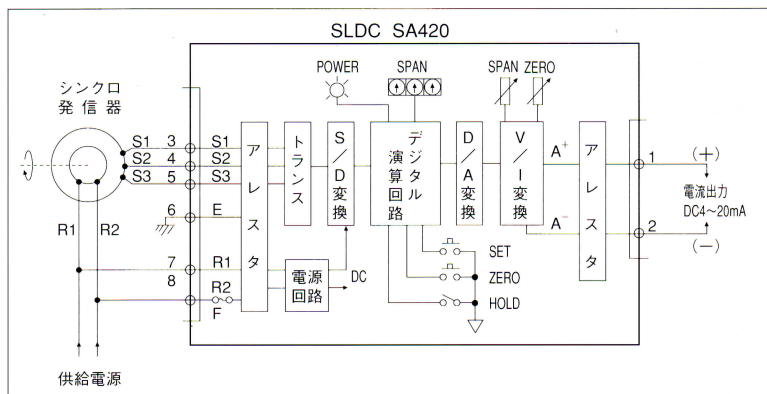 SLDC SA420
POWER
SPAN
SPAN ZERO
シンクロ
発信器
S1 3 S1
S2 4 S2
S3 5 S3
6 E
R1 R2
7 R1
8 R2
F
アレスタ
トランス
S/D変換
デジタル
演算回路
D/A変換
V/I変換
A+
A−
アレスタ
1 (+)
電流出力
DC4〜20mA
2 (−)
電源
回路
DC
SET
ZERO
HOLD
供給電源